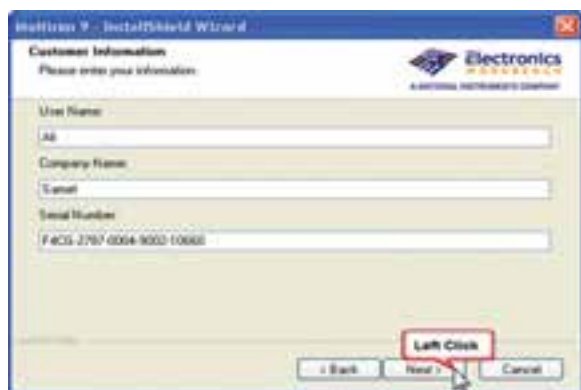 Multisim 9 - InstallShield Wizard
Customer Information
Please enter your information.
Electronics
WORKBENCH
A NATIONAL INSTRUMENTS COMPANY
User Name:
Ali
Company Name:
Serial Number
F4CG-2797-0004-9002-10660
Left Click
< Back
Next >
Cancel